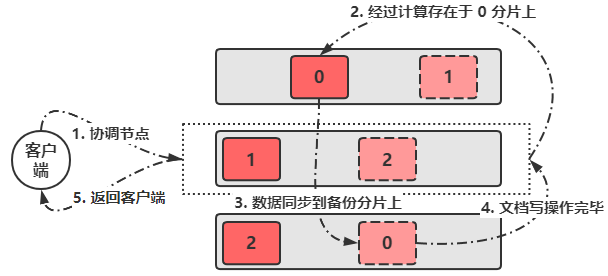 2. 经过计算存在于 0 分片上
0
1
1. 协调节点
客户
端
1
2
5. 返回客户端
3. 数据同步到备份分片上
4. 文档写操作完毕
2
0